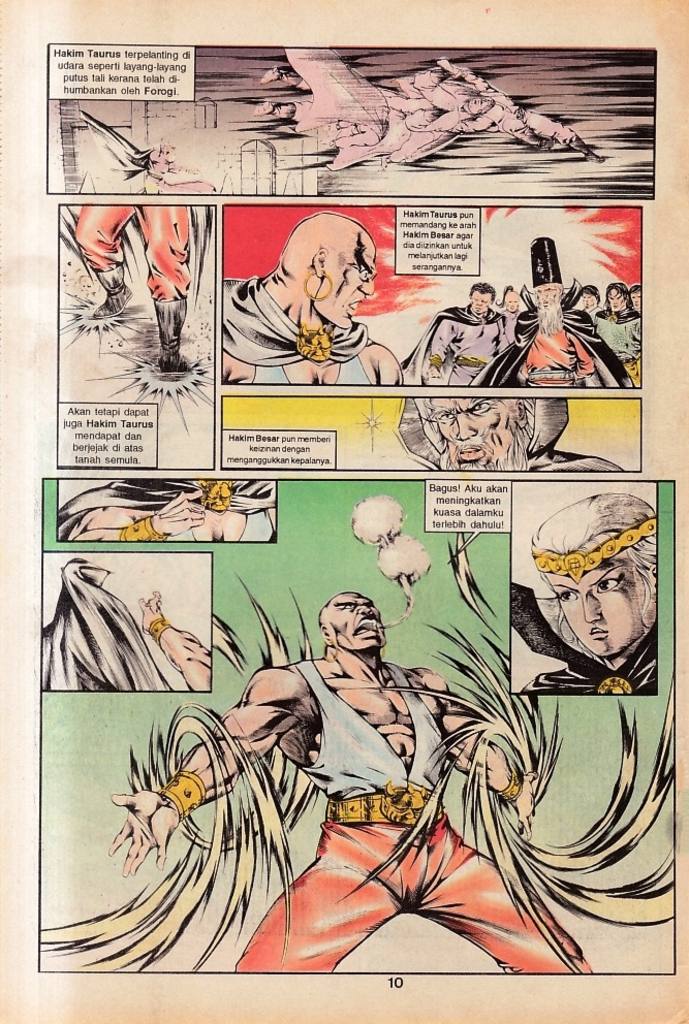 Hakim Taurus terpelanting di
udara seperti layang-layang
putus tali kerana telah di-
humbankan oleh Forogi.
Hakim Taurus pun
memandang ke arah
Hakim Besar agar
dia diizinkan untuk
melanjutkan lagi
serangannya.
Akan tetapi dapat
juga Hakim Taurus
mendapat dan
berjejak di atas
tanah semula.
Hakim Besar pun memberi
keizinan dengan
menganggukkan kepalanya.
Bagus! Aku akan
meningkatkan
kuasa dalamku
terlebih dahulu!
10